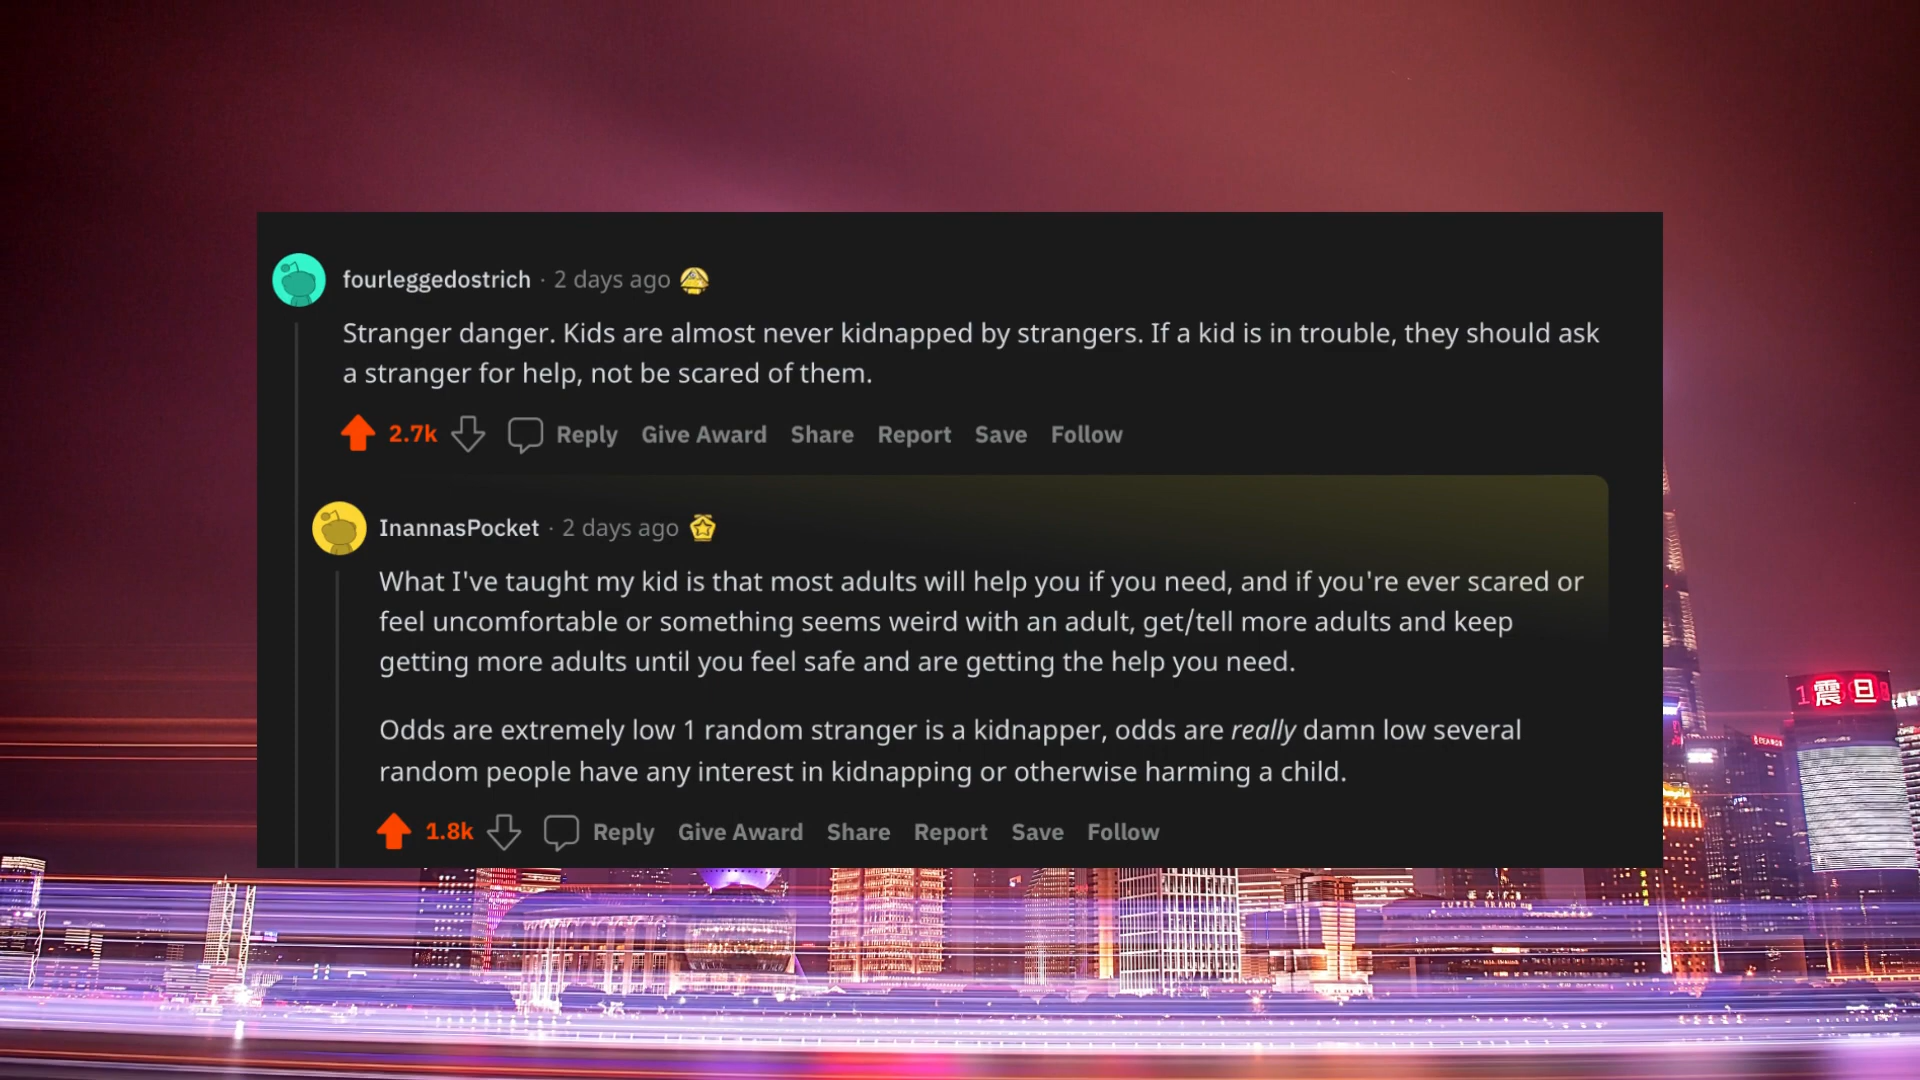 fourleggedostrich · 2 days ago
Stranger danger. Kids are almost never kidnapped by strangers. If a kid is in trouble, they should ask
a stranger for help, not be scared of them.
2.7k Reply Give Award Share Report Save Follow
InannasPocket · 2 days ago
What I've taught my kid is that most adults will help you if you need, and if you're ever scared or
feel uncomfortable or something seems weird with an adult, get/tell more adults and keep
getting more adults until you feel safe and are getting the help you need.
Odds are extremely low 1 random stranger is a kidnapper, odds are really damn low several
random people have any interest in kidnapping or otherwise harming a child.
1.8k Reply Give Award Share Report Save Follow
震旦